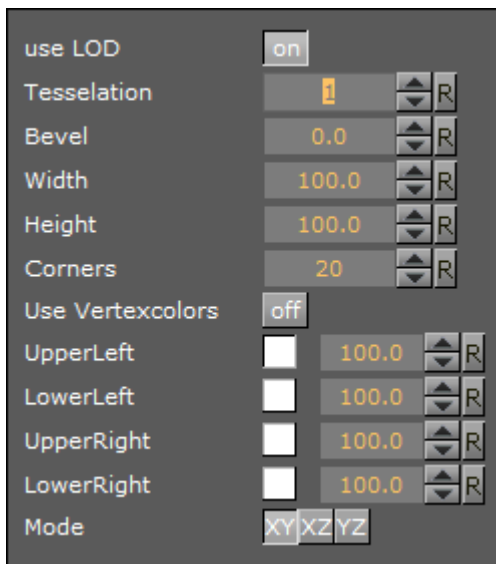 use LOD on
Tesselation 1 R
Bevel 0.0 R
Width 100.0 R
Height 100.0 R
Corners 20 R
Use Vertexcolors off
UpperLeft 100.0 R
LowerLeft 100.0 R
UpperRight 100.0 R
LowerRight 100.0 R
Mode XY XZ YZ